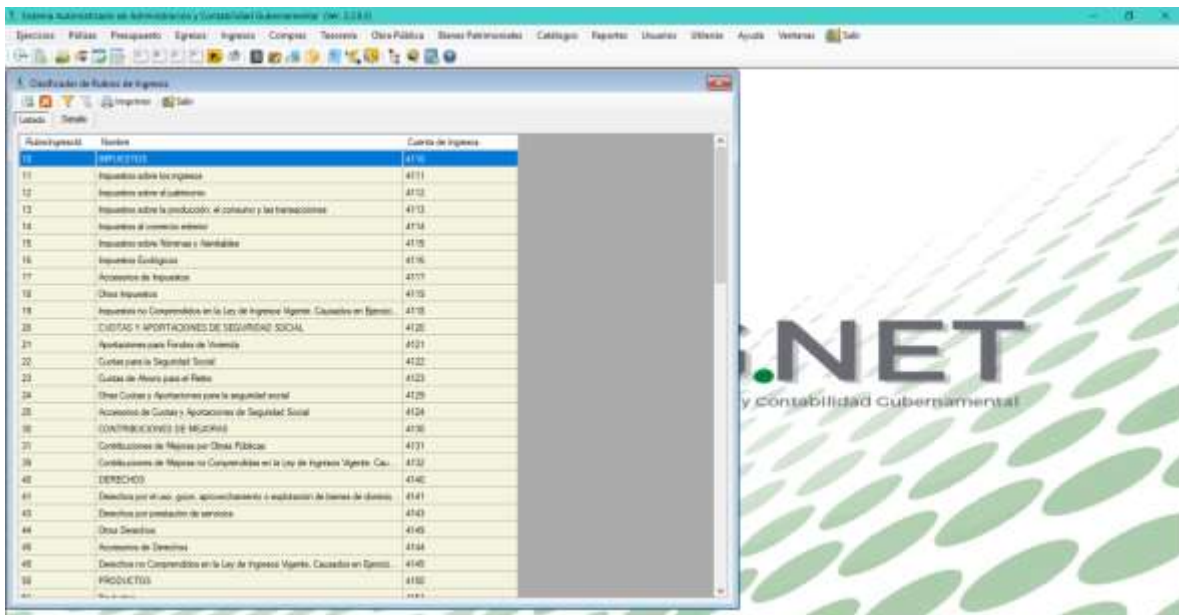 Sistema Automatizado de Administración y Contabilidad Gubernamental (Ver. 2.2.0.0)
Ejercicios Pólizas Presupuesto Egresos Ingresos Compras Tesorería Obra Pública Bienes Patrimoniales Catálogos Reportes Usuarios Utilerías Ayuda Ventanas Salir
Clasificador de Rubros de Ingresos
Imprimir Salir
Listado Detalle
RubroIngresoId Nombre Cuenta de Ingresos
10 IMPUESTOS 4110
11 Impuestos sobre los ingresos 4111
12 Impuestos sobre el patrimonio 4112
13 Impuestos sobre la producción, el consumo y las transacciones 4113
14 Impuestos al comercio exterior 4114
15 Impuestos sobre Nóminas y Asimilables 4115
16 Impuestos Ecológicos 4116
17 Accesorios de Impuestos 4117
18 Otros Impuestos 4119
19 Impuestos no Comprendidos en la Ley de Ingresos Vigente, Causados en Ejercici... 4118
20 CUOTAS Y APORTACIONES DE SEGURIDAD SOCIAL 4120
21 Aportaciones para Fondos de Vivienda 4121
22 Cuotas para la Seguridad Social 4122
23 Cuotas de Ahorro para el Retiro 4123
24 Otras Cuotas y Aportaciones para la seguridad social 4129
25 Accesorios de Cuotas y Aportaciones de Seguridad Social 4124
30 CONTRIBUCIONES DE MEJORAS 4130
31 Contribuciones de Mejoras por Obras Públicas 4131
39 Contribuciones de Mejoras no Comprendidas en la Ley de Ingresos Vigente, Cau... 4132
40 DERECHOS 4140
41 Derechos por el uso, goce, aprovechamiento o explotación de bienes de dominio 4141
43 Derechos por prestación de servicios 4143
44 Otros Derechos 4149
45 Accesorios de Derechos 4144
49 Derechos no Comprendidos en la Ley de Ingresos Vigente, Causados en Ejercici... 4145
50 PRODUCTOS 4150
.NET
y Contabilidad Gubernamental